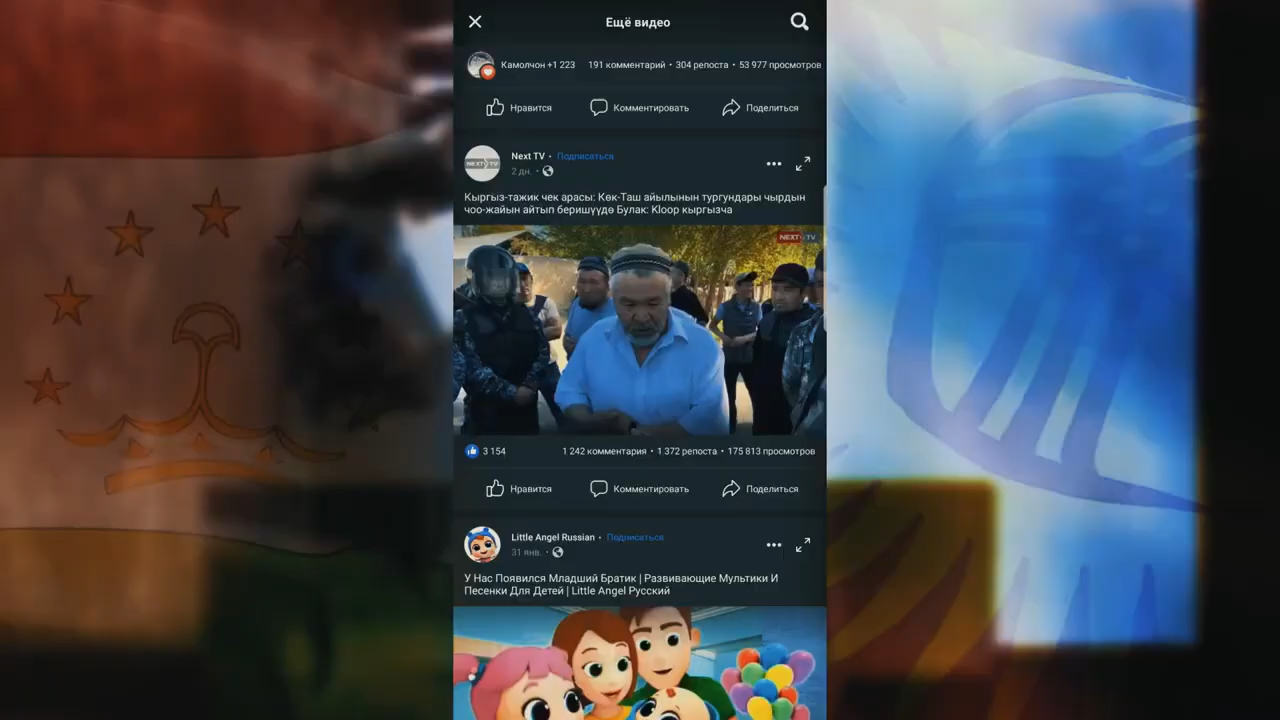 Ещё видео
Камолчон +1 223 191 комментарий • 304 репоста • 53 977 просмотров
Нравится Комментировать Поделиться
Next TV • Подписаться
2 дн. •
Кыргыз-тажик чек арасы: Көк-Таш айылынын тургундары чырдын
чоо-жайын айтып беришүүдө Булак: Kloop кыргызча
NEXT TV
NEXT TV
3 154 1 242 комментария • 1 372 репоста • 175 813 просмотров
Нравится Комментировать Поделиться
Little Angel Russian • Подписаться
31 янв. •
У Нас Появился Младший Братик | Развивающие Мультики И
Песенки Для Детей | Little Angel Русский